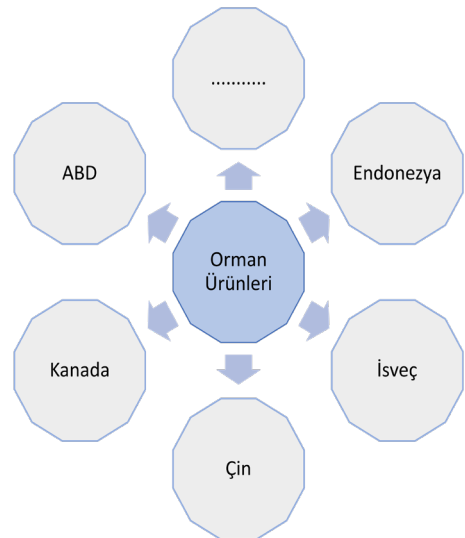 ...........
ABD
Endonezya
Orman
Ürünleri
Kanada
İsveç
Çin